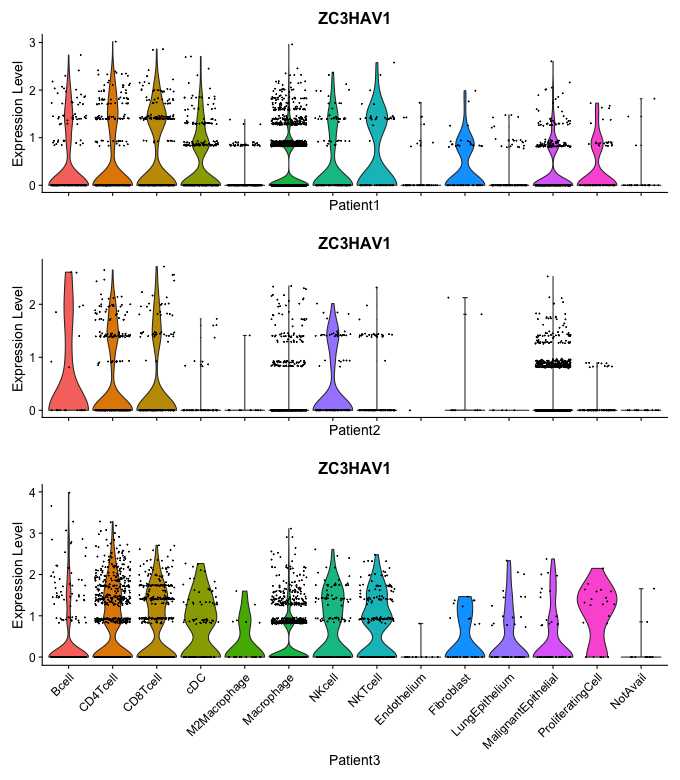 ZC3HAV1
Expression Level
3
2
1
0
Patient1
ZC3HAV1
Expression Level
2
1
0
Patient2
ZC3HAV1
Expression Level
4
3
2
1
0
Bcell
CD4Tcell
CD8Tcell
cDC
M2Macrophage
Macrophage
NKcell
NKTcell
Endothelium
Fibroblast
LungEpithelium
MalignantEpithelial
ProliferatingCell
NotAvail
Patient3